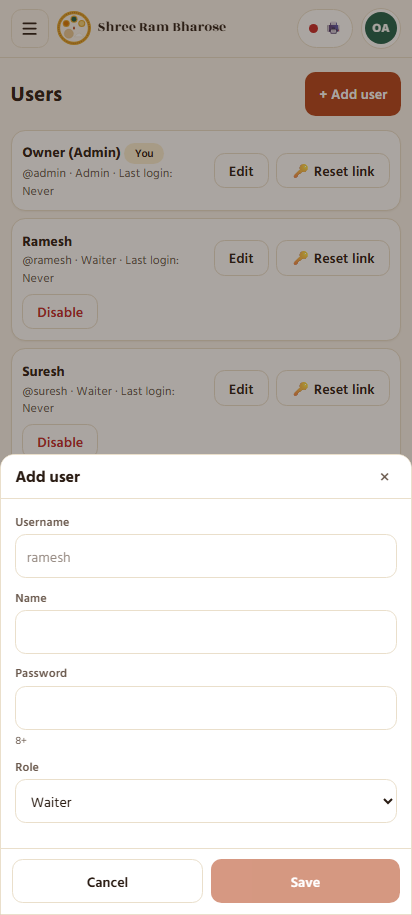 Shree Ram Bharose
OA
Users
+ Add user
Owner (Admin) You
@admin · Admin · Last login:
Never
Edit
Reset link
Ramesh
@ramesh · Waiter · Last login:
Never
Edit
Reset link
Disable
Suresh
@suresh · Waiter · Last login:
Never
Edit
Reset link
Disable
Add user
×
Username
ramesh
Name
Password
8+
Role
Waiter
Cancel
Save